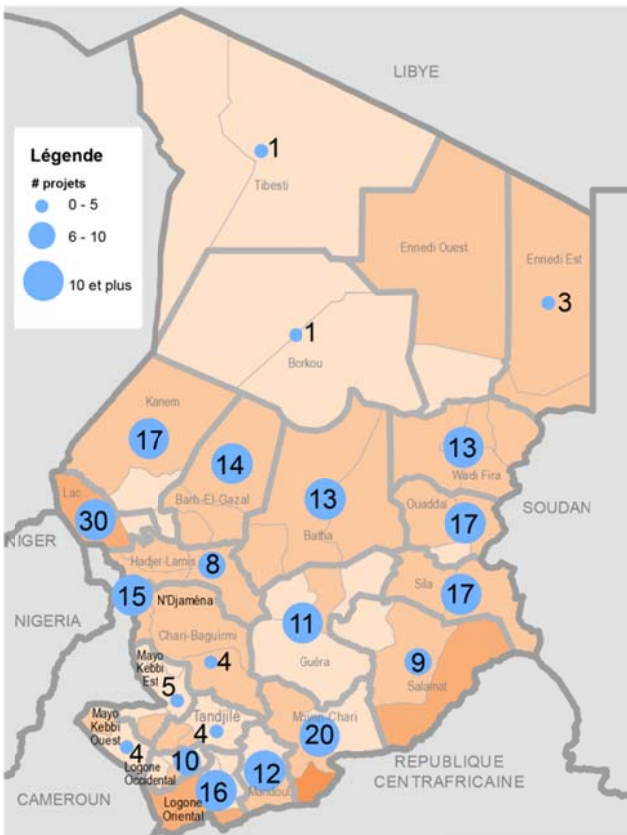 LIBYE
Légende
# projets
0 - 5
6 - 10
10 et plus
1
Tibesti
Ennedi Ouest
Ennedi Est
3
1
Borkou
Kanem
17
14
Barh-El-Gazal
13
Batha
13
Wadi Fira
Lac
30
Ouaddai
17
SOUDAN
NIGER
Hadjer-Lamis
8
Sila
17
15
N'Djaména
NIGERIA
11
Guéra
Chari-Baguirmi
4
9
Salamat
Mayo
Kebbi
Est
5
Mayo
Kebbi
Ouest
4
Tandjilé
4
Moyen-Chari
20
Logone
Occidental
10
12
Mandoul
REPUBLIQUE
CENTRAFRICAINE
CAMEROUN
Logone
Oriental
16